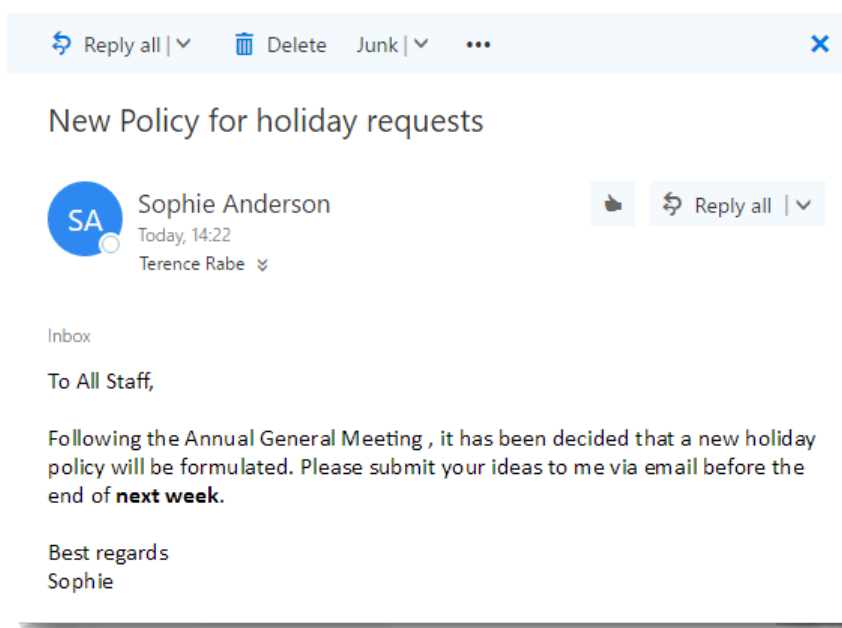 Reply all | Delete Junk |
New Policy for holiday requests
SA
Sophie Anderson
Today, 14:22
Terence Rabe
Reply all |
Inbox
To All Staff,
Following the Annual General Meeting , it has been decided that a new holiday
policy will be formulated. Please submit your ideas to me via email before the
end of next week.
Best regards
Sophie